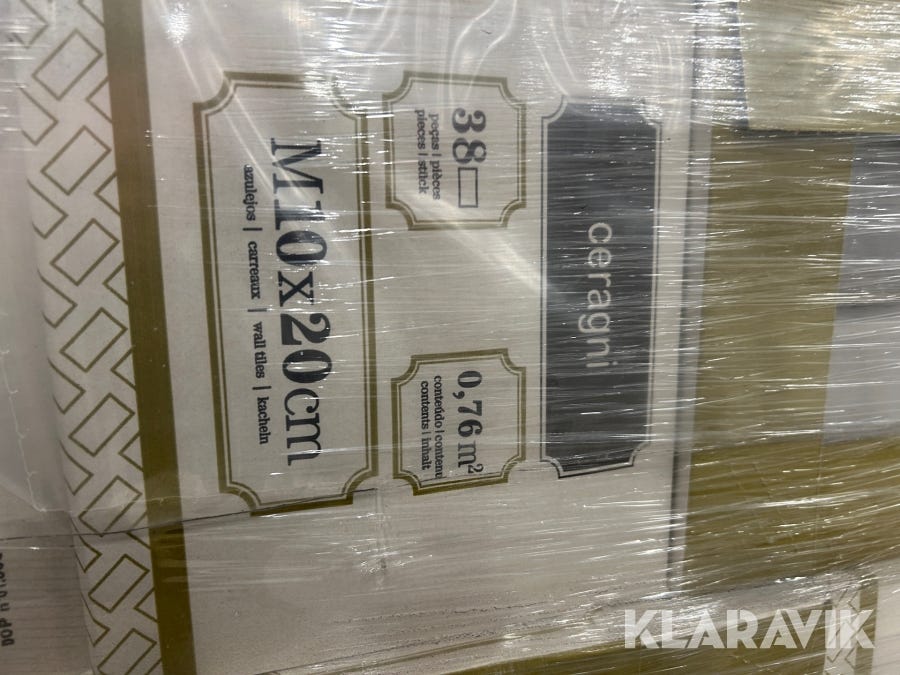 ceragni
38
peças | pièces
pieces | stück
0,76 m²
conteúdo | contenu
contents | inhalt
M10x20cm
azulejos | carreaux | wall tiles | kacheln
KLARAVIK